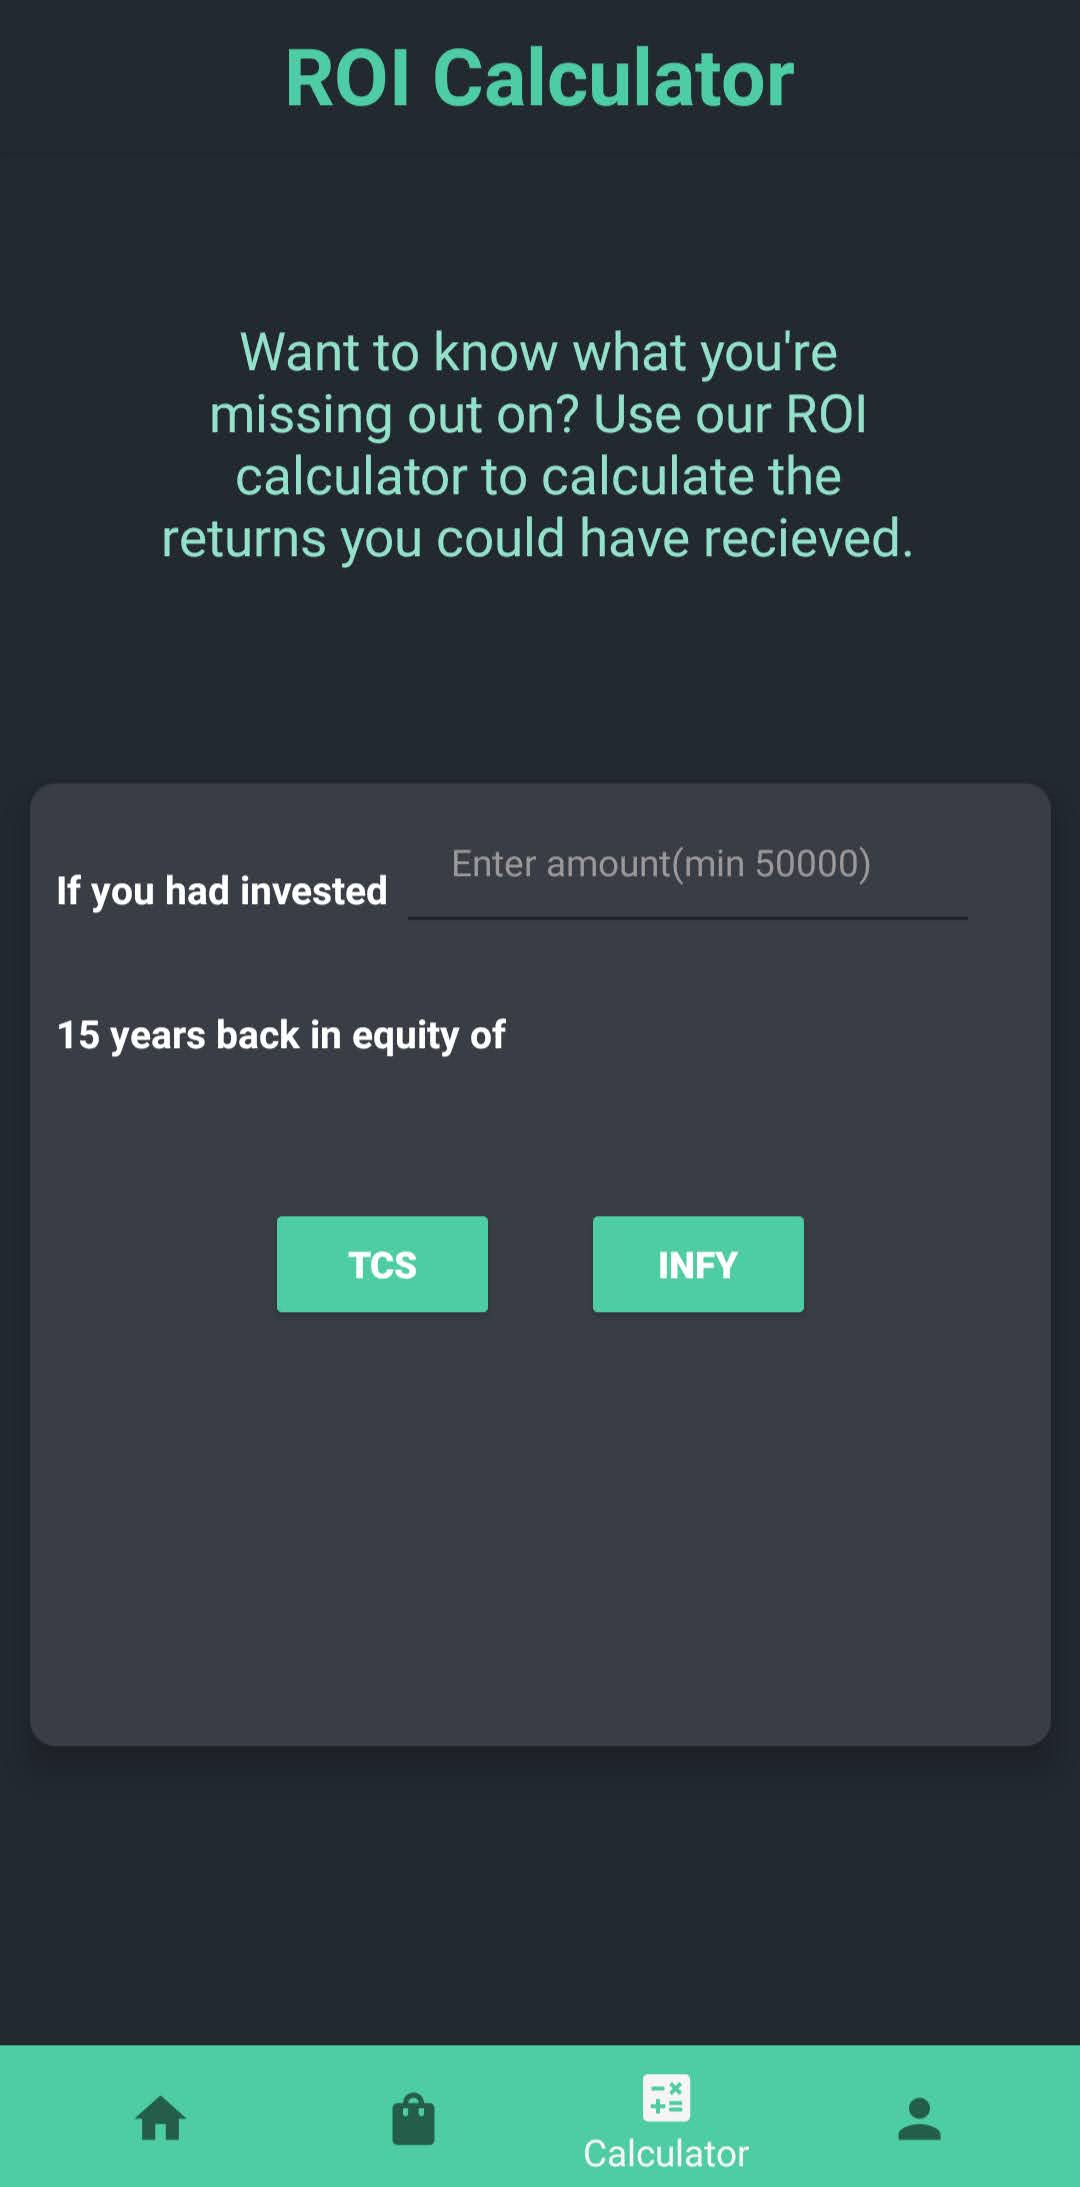 ROI Calculator
Want to know what you're
missing out on? Use our ROI
calculator to calculate the
returns you could have recieved.
If you had invested Enter amount(min 50000)
15 years back in equity of
TCS INFY
Calculator